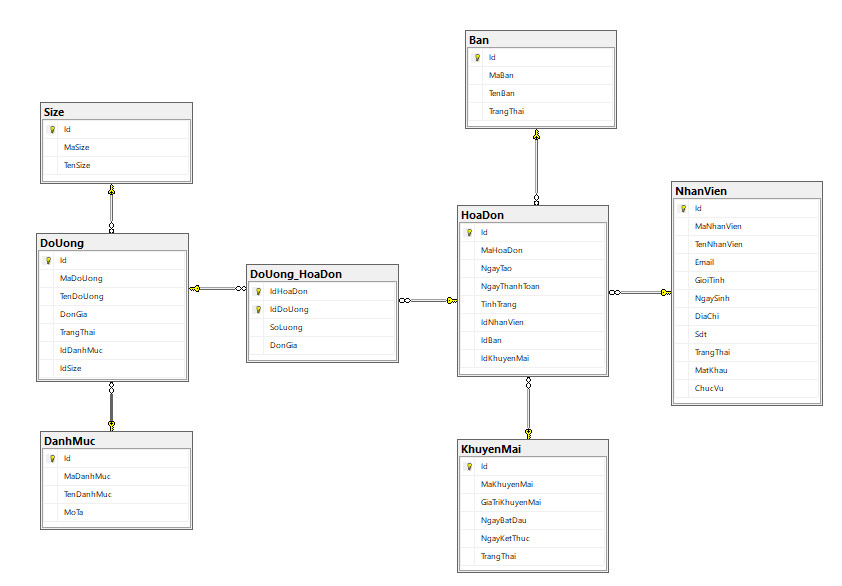 Ban
Id
MaBan
TenBan
TrangThai
Size
Id
MaSize
TenSize
NhanVien
Id
MaNhanVien
TenNhanVien
Email
GioiTinh
NgaySinh
DiaChi
Sdt
TrangThai
MatKhau
ChucVu
HoaDon
Id
MaHoaDon
NgayTao
NgayThanhToan
TinhTrang
IdNhanVien
IdBan
IdKhuyenMai
DoUong
Id
MaDoUong
TenDoUong
DonGia
TrangThai
IdDanhMuc
IdSize
DoUong_HoaDon
IdHoaDon
IdDoUong
SoLuong
DonGia
DanhMuc
Id
MaDanhMuc
TenDanhMuc
MoTa
KhuyenMai
Id
MaKhuyenMai
GiaTriKhuyenMai
NgayBatDau
NgayKetThuc
TrangThai